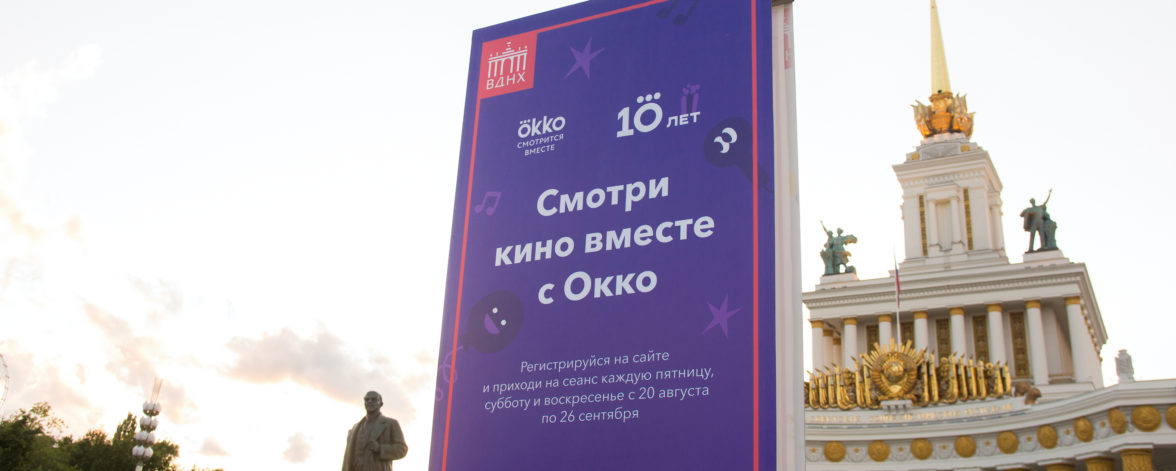 ВДНХ
ökko
СМОТРИТСЯ
ВМЕСТЕ
10 ЛЕТ
Смотри
кино вместе
с Окко
Регистрируйся на сайте
и приходи на сеанс каждую пятницу,
субботу и воскресенье с 20 августа
по 26 сентября